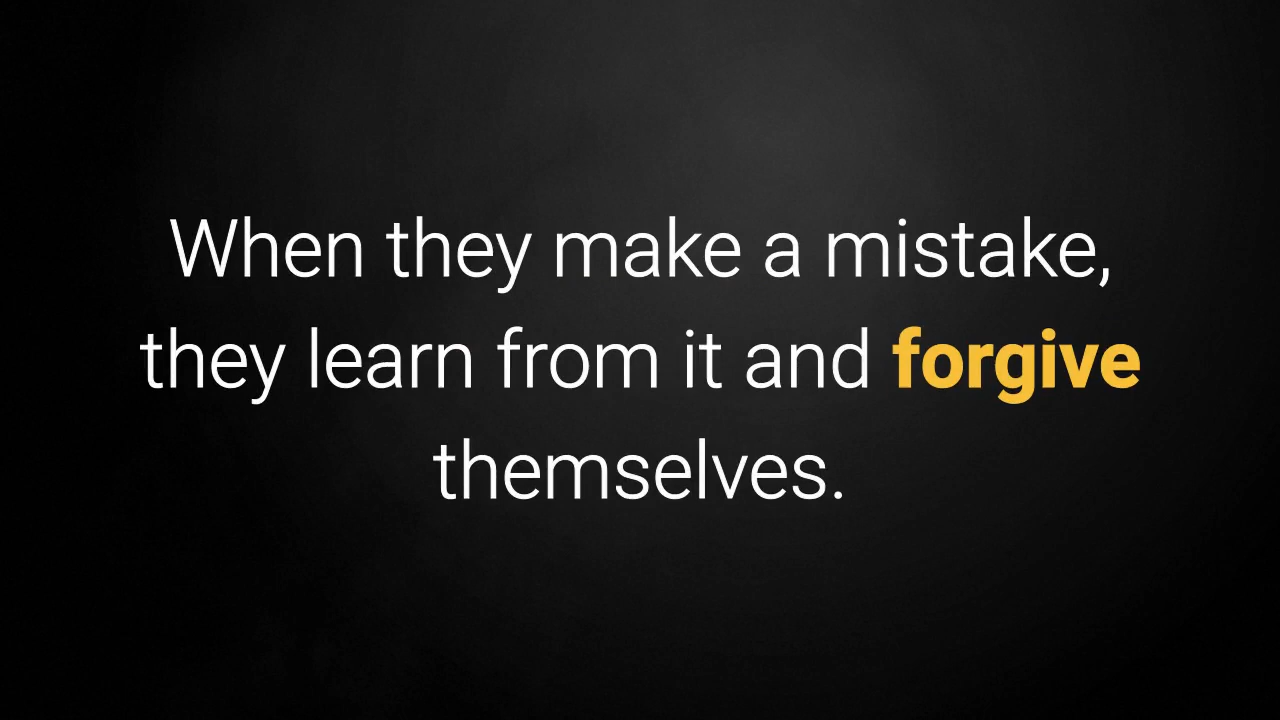 When they make a mistake,
they learn from it and forgive
themselves.